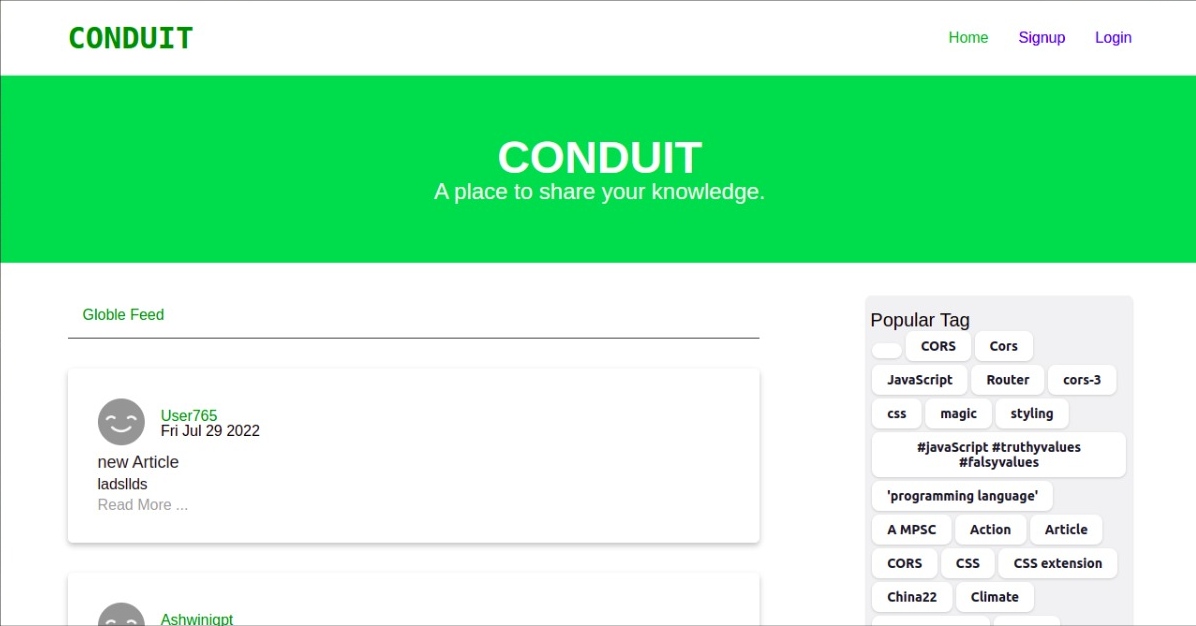 CONDUIT
Home Signup Login
CONDUIT
A place to share your knowledge.
Globle Feed
User765
Fri Jul 29 2022
new Article
ladsllds
Read More ...
Ashwinigpt
Popular Tag
CORS Cors
JavaScript Router cors-3
css magic styling
#javaScript #truthyvalues
#falsyvalues
'programming language'
A MPSC Action Article
CORS CSS CSS extension
China22 Climate